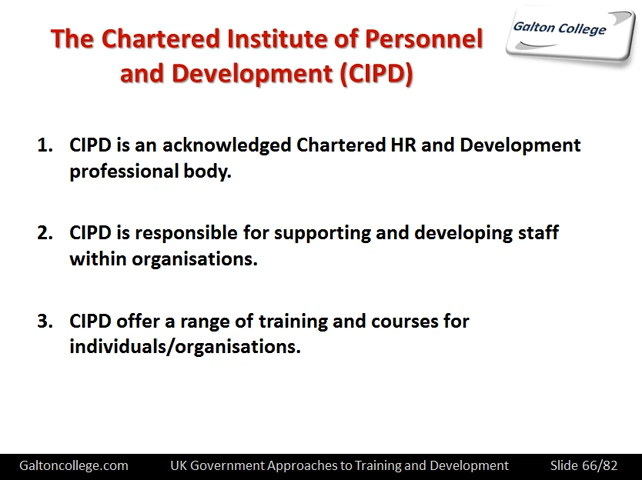 The Chartered Institute of Personnel
and Development (CIPD)
Galton College
1. CIPD is an acknowledged Chartered HR and Development
professional body.
2. CIPD is responsible for supporting and developing staff
within organisations.
3. CIPD offer a range of training and courses for
individuals/organisations.
Galtoncollege.com UK Government Approaches to Training and Development Slide 66/82